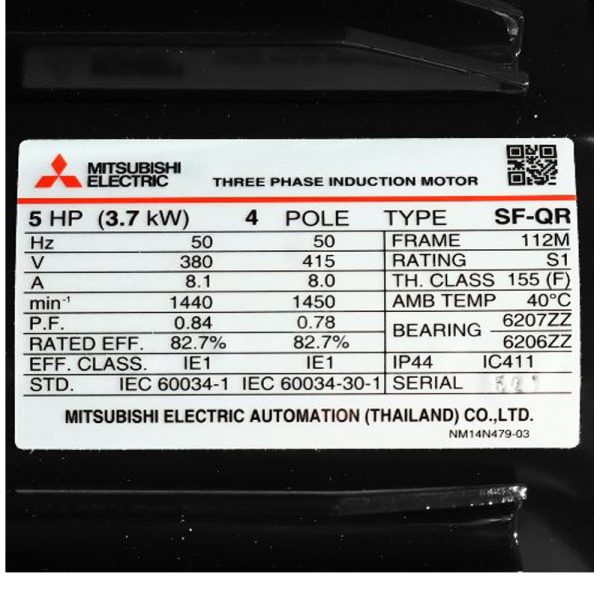 MITSUBISHI
ELECTRIC
THREE PHASE INDUCTION MOTOR
5 HP (3.7 kW) 4 POLE TYPE SF-QR
Hz 50 50 FRAME 112M
V 380 415 RATING S1
A 8.1 8.0 TH. CLASS 155 (F)
min⁻¹ 1440 1450 AMB TEMP 40°C
P.F. 0.84 0.78 BEARING 6207ZZ
RATED EFF. 82.7% 82.7% 6206ZZ
EFF. CLASS. IE1 IE1 IP44 IC411
STD. IEC 60034-1 IEC 60034-30-1 SERIAL
MITSUBISHI ELECTRIC AUTOMATION (THAILAND) CO.,LTD.
NM14N479-03